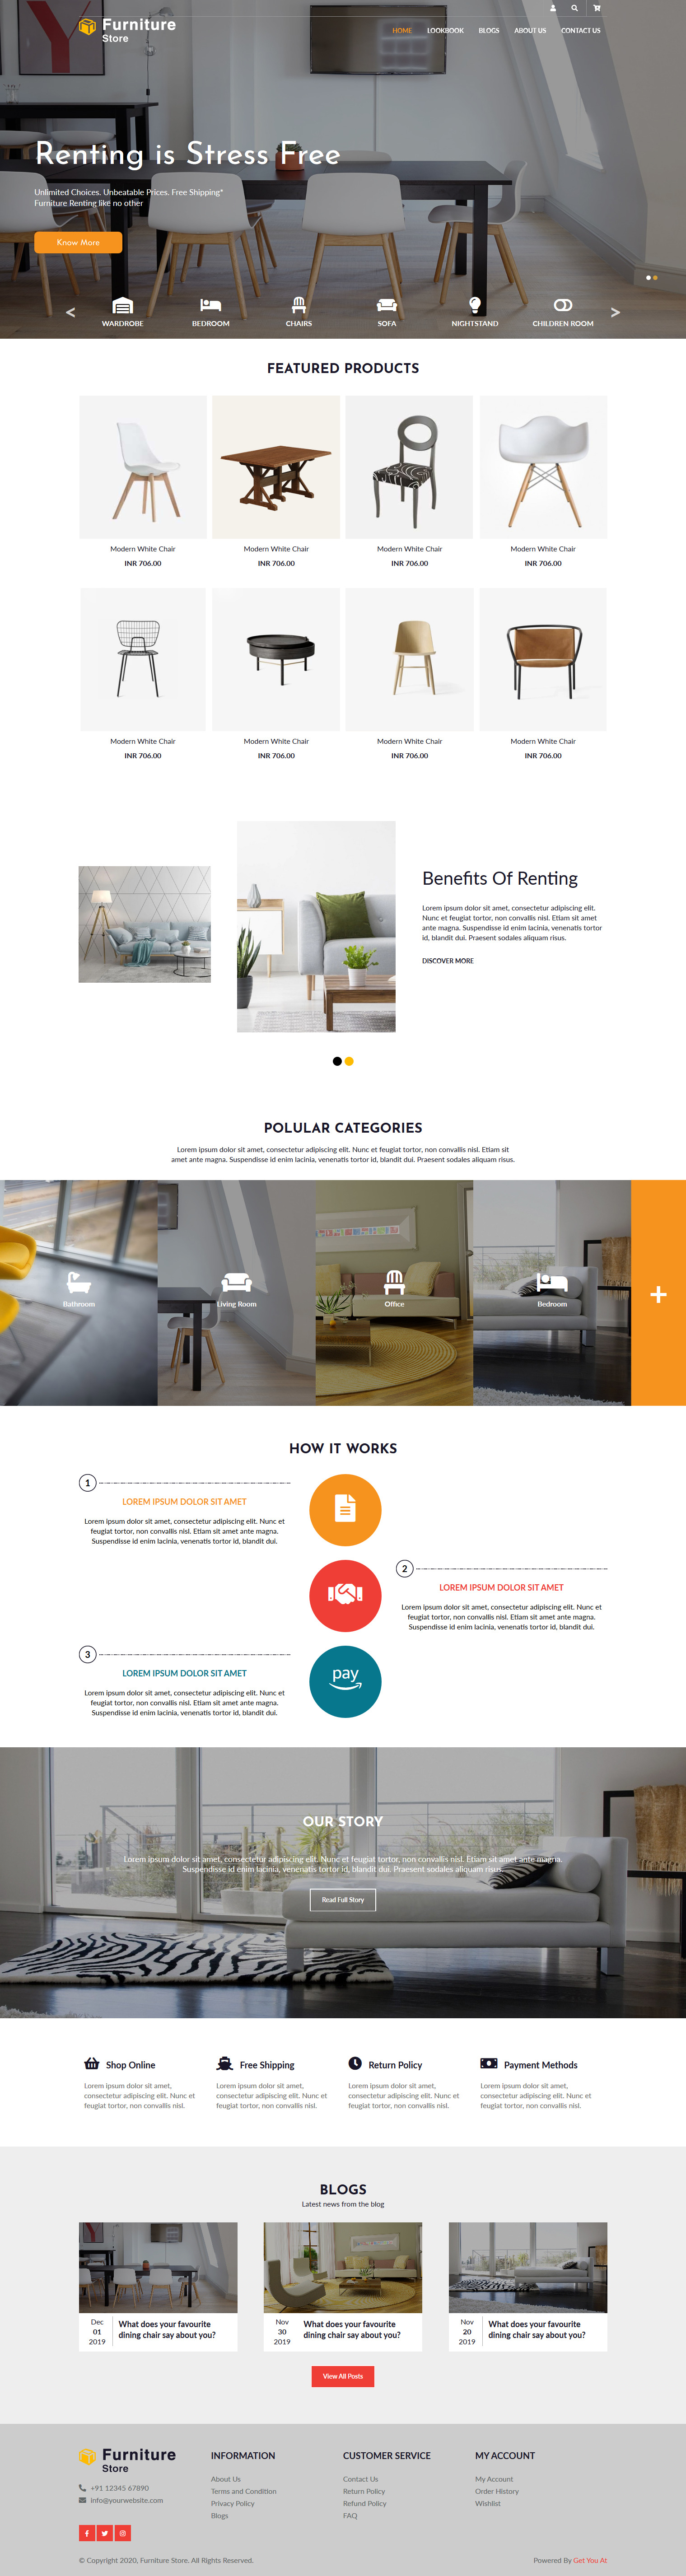 Furniture
Store
HOME LOOKBOOK BLOGS ABOUT US CONTACT US
Renting is Stress Free
Unlimited Choices. Unbeatable Prices. Free Shipping*
Furniture Renting like no other
Know More
< WARDROBE BEDROOM CHAIRS SOFA NIGHTSTAND CHILDREN ROOM >
FEATURED PRODUCTS
Modern White Chair Modern White Chair Modern White Chair Modern White Chair
INR 706.00 INR 706.00 INR 706.00 INR 706.00
Modern White Chair Modern White Chair Modern White Chair Modern White Chair
INR 706.00 INR 706.00 INR 706.00 INR 706.00
Benefits Of Renting
Lorem ipsum dolor sit amet, consectetur adipiscing elit.
Nunc et feugiat tortor, non convallis nisl. Etiam sit amet
ante magna. Suspendisse id enim lacinia, venenatis tortor
id, blandit dui. Praesent sodales aliquam risus.
DISCOVER MORE
POLULAR CATEGORIES
Lorem ipsum dolor sit amet, consectetur adipiscing elit. Nunc et feugiat tortor, non convallis nisl. Etiam sit
amet ante magna. Suspendisse id enim lacinia, venenatis tortor id, blandit dui. Praesent sodales aliquam risus.
Bathroom Living Room Office Bedroom +
HOW IT WORKS
1
LOREM IPSUM DOLOR SIT AMET
Lorem ipsum dolor sit amet, consectetur adipiscing elit. Nunc et
feugiat tortor, non convallis nisl. Etiam sit amet ante magna.
Suspendisse id enim lacinia, venenatis tortor id, blandit dui.
2
LOREM IPSUM DOLOR SIT AMET
Lorem ipsum dolor sit amet, consectetur adipiscing elit. Nunc et
feugiat tortor, non convallis nisl. Etiam sit amet ante magna.
Suspendisse id enim lacinia, venenatis tortor id, blandit dui.
3
LOREM IPSUM DOLOR SIT AMET
Lorem ipsum dolor sit amet, consectetur adipiscing elit. Nunc et
feugiat tortor, non convallis nisl. Etiam sit amet ante magna.
Suspendisse id enim lacinia, venenatis tortor id, blandit dui.
pay
OUR STORY
Lorem ipsum dolor sit amet, consectetur adipiscing elit. Nunc et feugiat tortor, non convallis nisl. Etiam sit amet ante magna.
Suspendisse id enim lacinia, venenatis tortor id, blandit dui. Praesent sodales aliquam risus.
Read Full Story
Shop Online
Lorem ipsum dolor sit amet,
consectetur adipiscing elit. Nunc et
feugiat tortor, non convallis nisl.
Free Shipping
Lorem ipsum dolor sit amet,
consectetur adipiscing elit. Nunc et
feugiat tortor, non convallis nisl.
Return Policy
Lorem ipsum dolor sit amet,
consectetur adipiscing elit. Nunc et
feugiat tortor, non convallis nisl.
Payment Methods
Lorem ipsum dolor sit amet,
consectetur adipiscing elit. Nunc et
feugiat tortor, non convallis nisl.
BLOGS
Latest news from the blog
Dec
01
2019
What does your favourite
dining chair say about you?
Nov
30
2019
What does your favourite
dining chair say about you?
Nov
20
2019
What does your favourite
dining chair say about you?
View All Posts
Furniture
Store
+91 12345 67890
info@yourwebsite.com
INFORMATION
About Us
Terms and Condition
Privacy Policy
Blogs
CUSTOMER SERVICE
Contact Us
Return Policy
Refund Policy
FAQ
MY ACCOUNT
My Account
Order History
Wishlist
© Copyright 2020, Furniture Store. All Rights Reserved.
Powered By Get You At